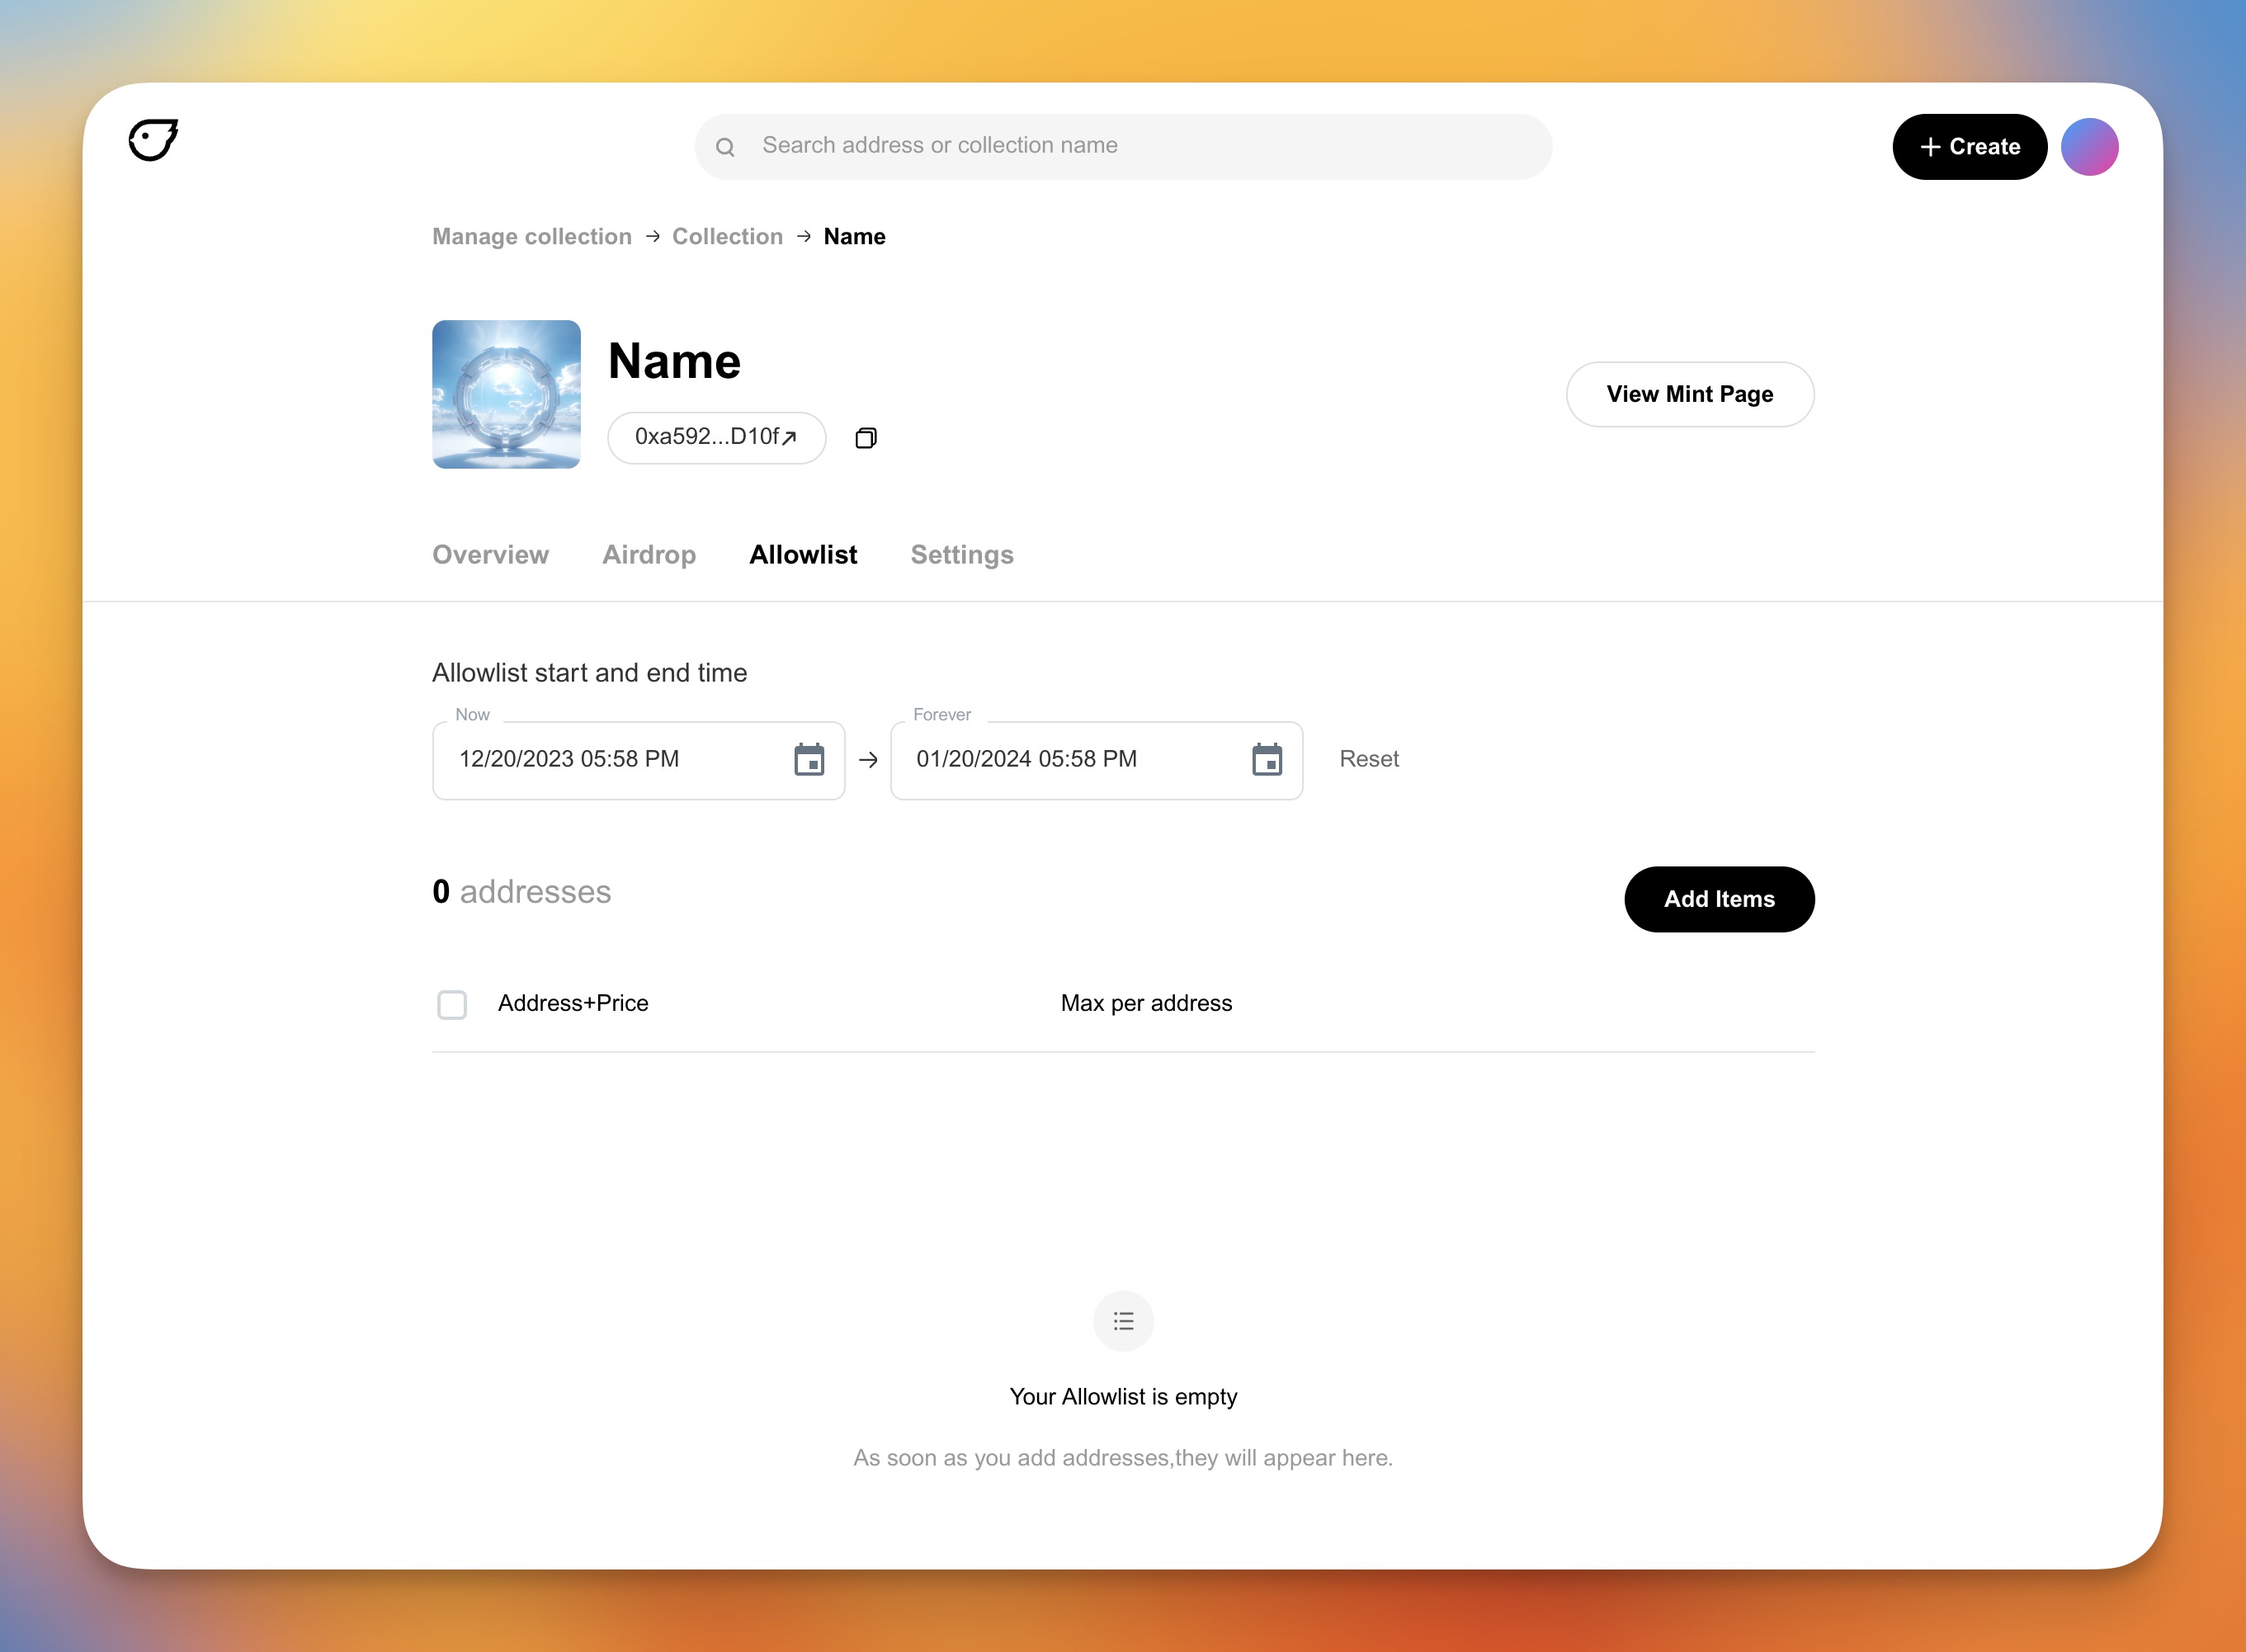 Search address or collection name
Create
Manage collection → Collection → Name
Name
0xa592...D10f↗
View Mint Page
Overview Airdrop Allowlist Settings
Allowlist start and end time
Now Forever
12/20/2023 05:58 PM → 01/20/2024 05:58 PM Reset
0 addresses
Add Items
Address+Price Max per address
Your Allowlist is empty
As soon as you add addresses,they will appear here.